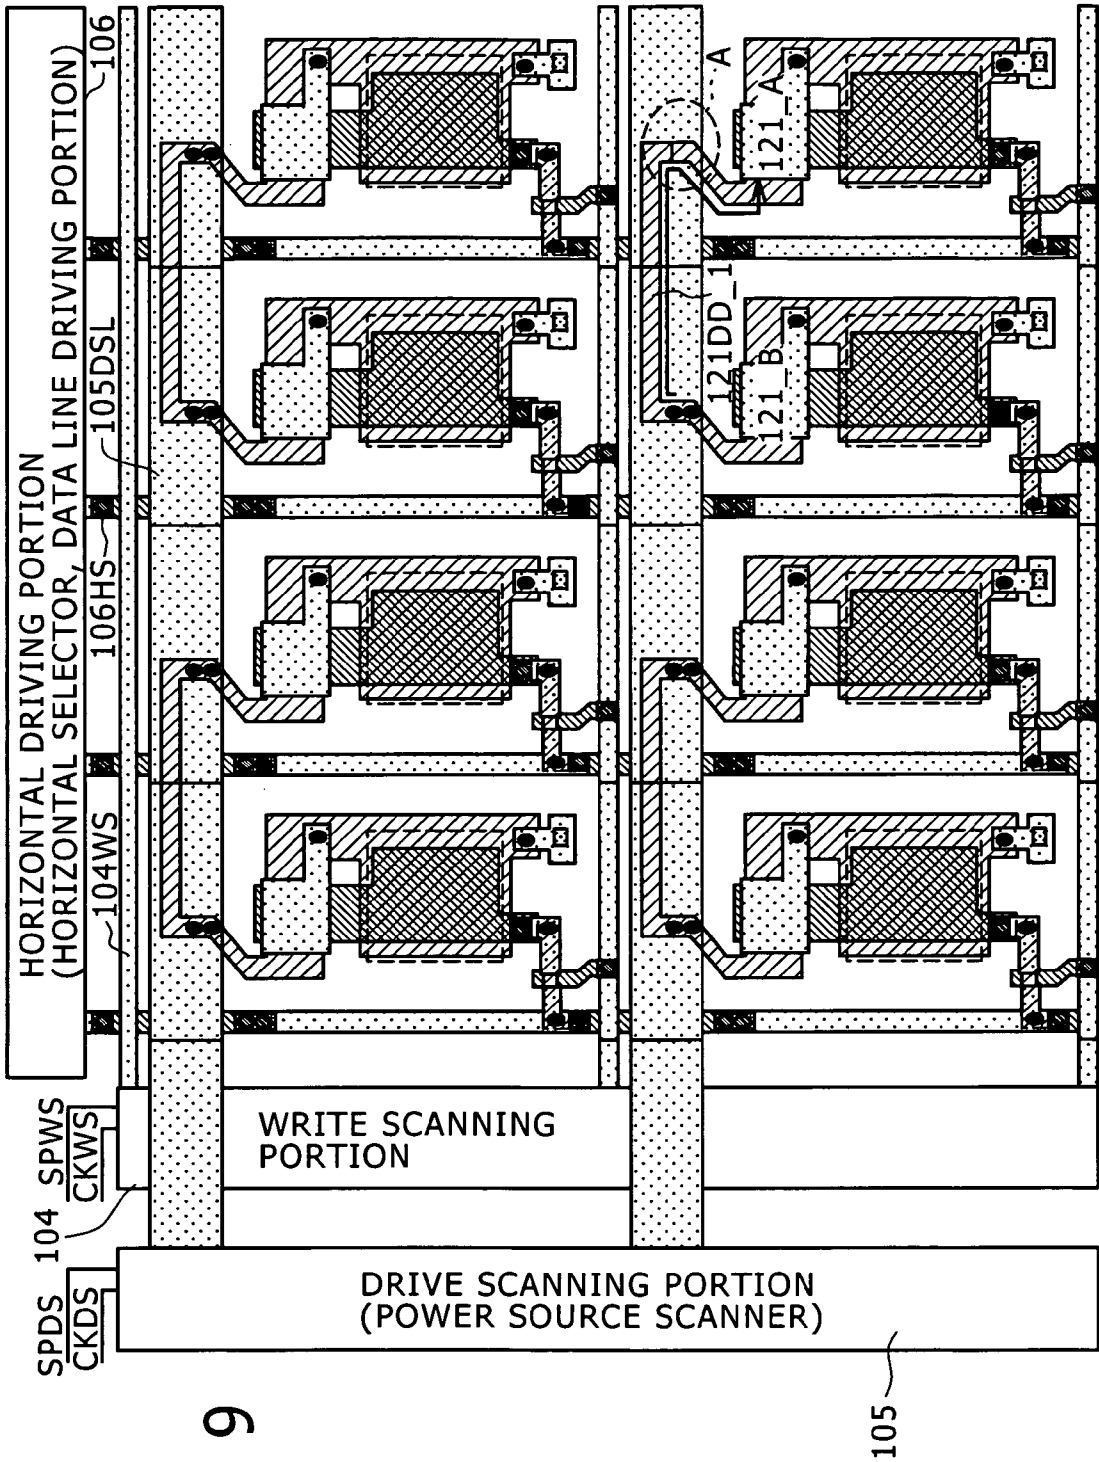 HORIZONTAL DRIVING PORTION
(HORIZONTAL SELECTOR, DATA LINE DRIVING PORTION)
106
105DSL
106HS
104WS
A
121_A
121DD_1
121_B
SPWS
CKWS
104
WRITE SCANNING
PORTION
SPDS
CKDS
DRIVE SCANNING PORTION
(POWER SOURCE SCANNER)
105
9